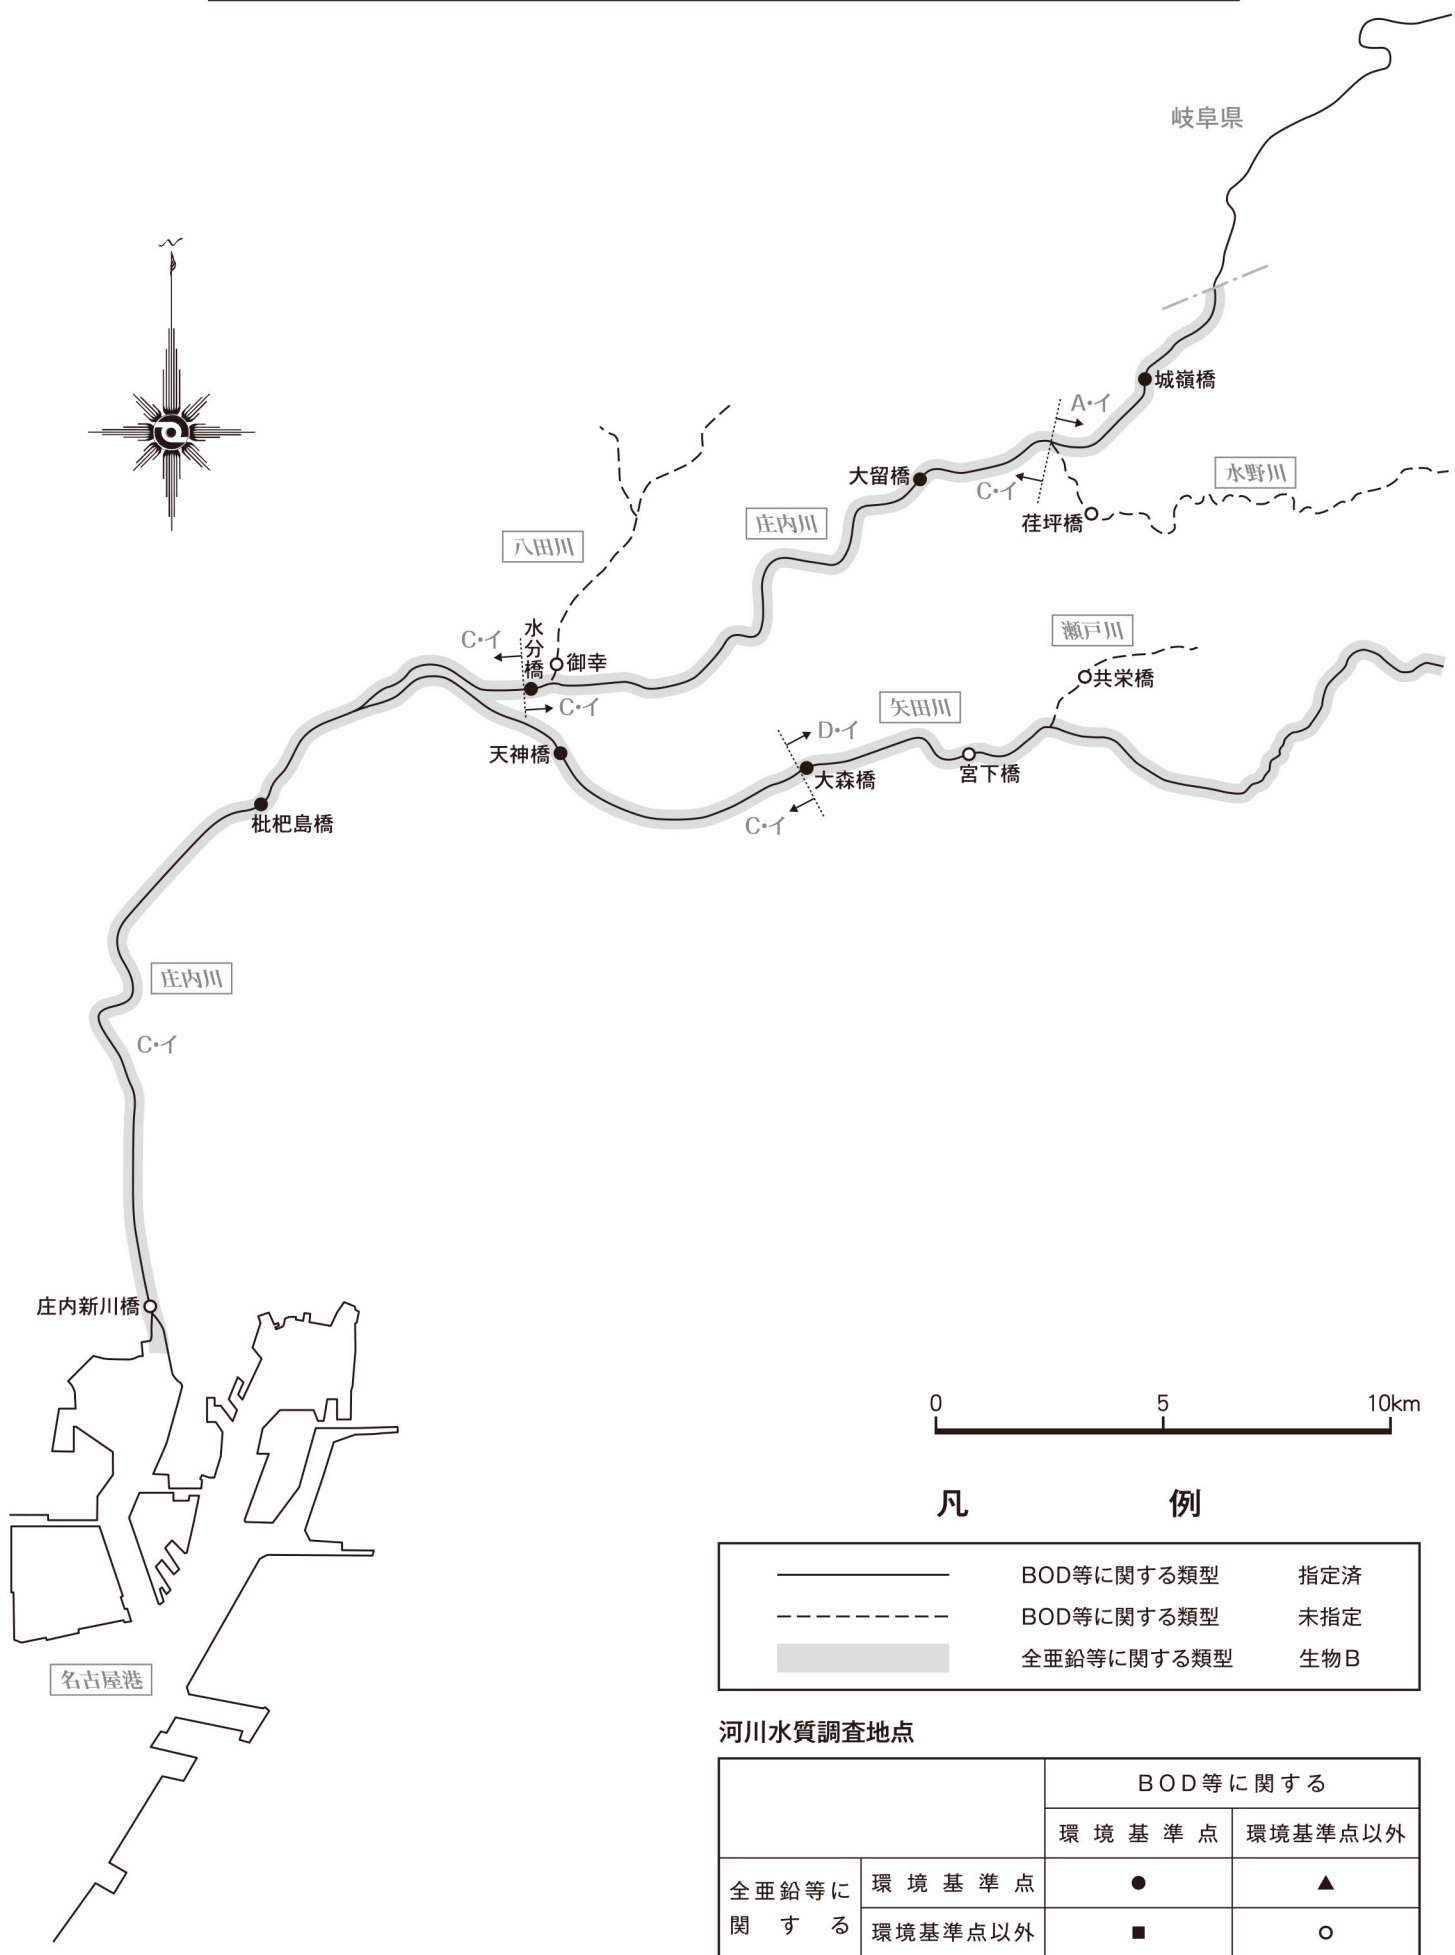 岐阜県
N
城嶺橋
A・イ
大留橋
C・イ
水野川
荏坪橋
庄内川
八田川
水分橋
C・イ
御幸
瀬戸川
共栄橋
C・イ
矢田川
D・イ
天神橋
大森橋
宮下橋
C・イ
枇杷島橋
庄内川
C・イ
庄内新川橋
0 5 10km
凡 例
BOD等に関する類型 指定済
BOD等に関する類型 未指定
全亜鉛等に関する類型 生物B
名古屋港
河川水質調査地点
BOD等に関する
環境基準点 環境基準点以外
全亜鉛等に関する 環境基準点 ● ▲
環境基準点以外 ■ ○